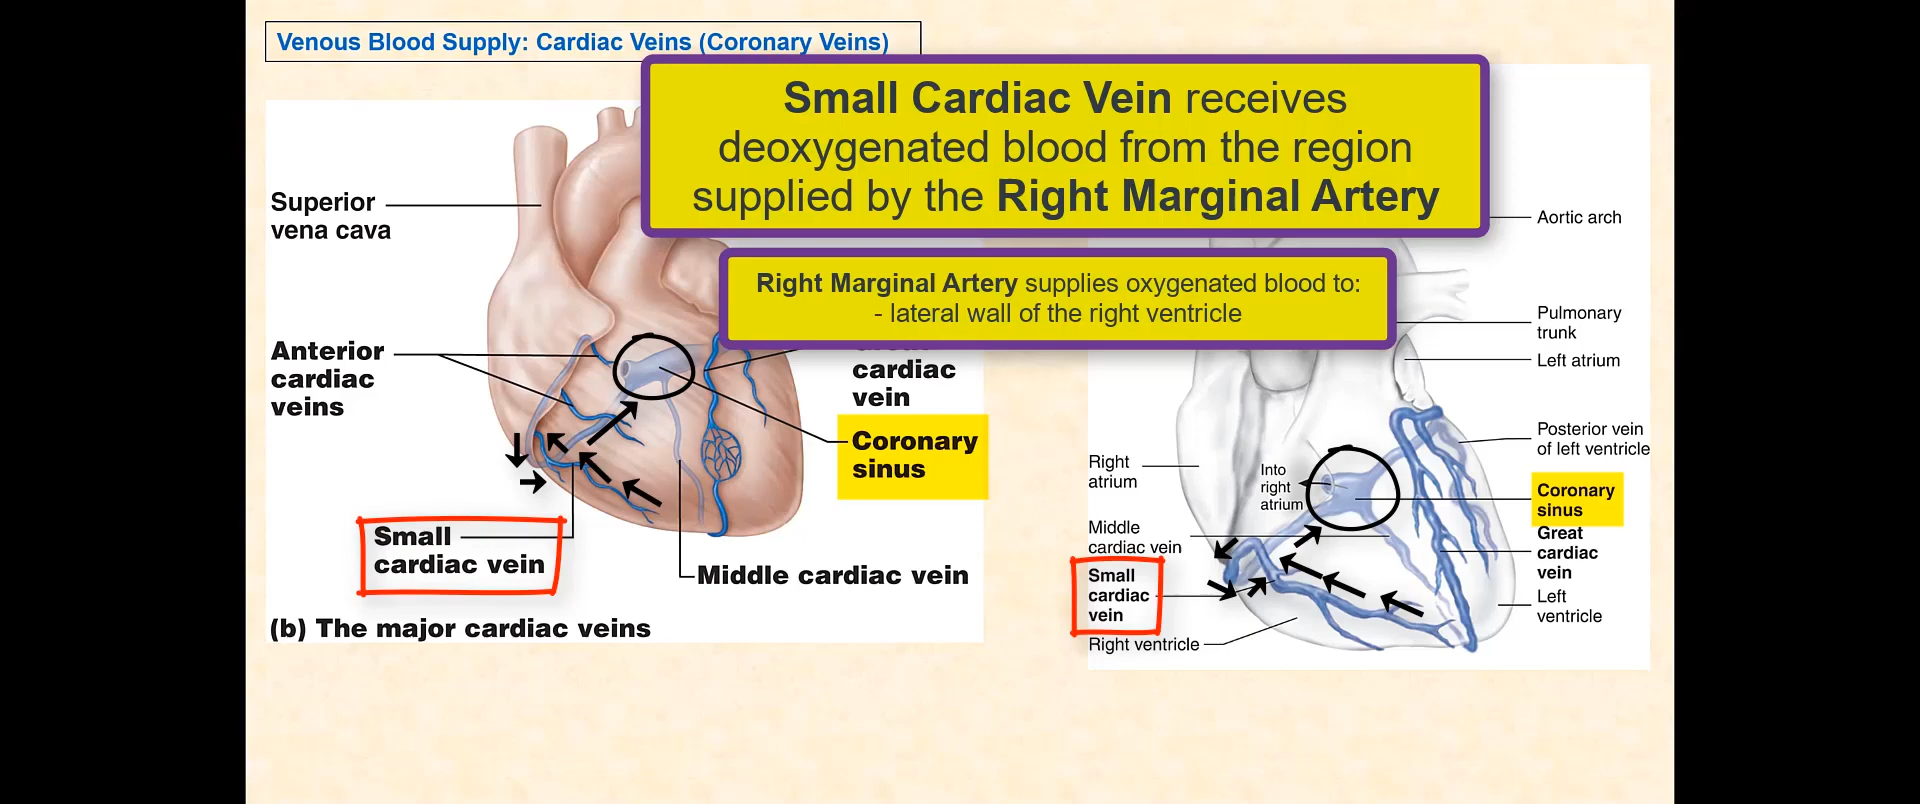 Venous Blood Supply: Cardiac Veins (Coronary Veins)
Small Cardiac Vein receives
deoxygenated blood from the region
supplied by the Right Marginal Artery
Right Marginal Artery supplies oxygenated blood to:
- lateral wall of the right ventricle
Superior
vena cava
Anterior
cardiac
veins
cardiac
vein
Coronary
sinus
Small
cardiac vein
Middle cardiac vein
(b) The major cardiac veins
Aortic arch
Pulmonary
trunk
Left atrium
Posterior vein
of left ventricle
Right
atrium
Into
right
atrium
Coronary
sinus
Great
cardiac
vein
Middle
cardiac vein
Small
cardiac
vein
Left
ventricle
Right ventricle